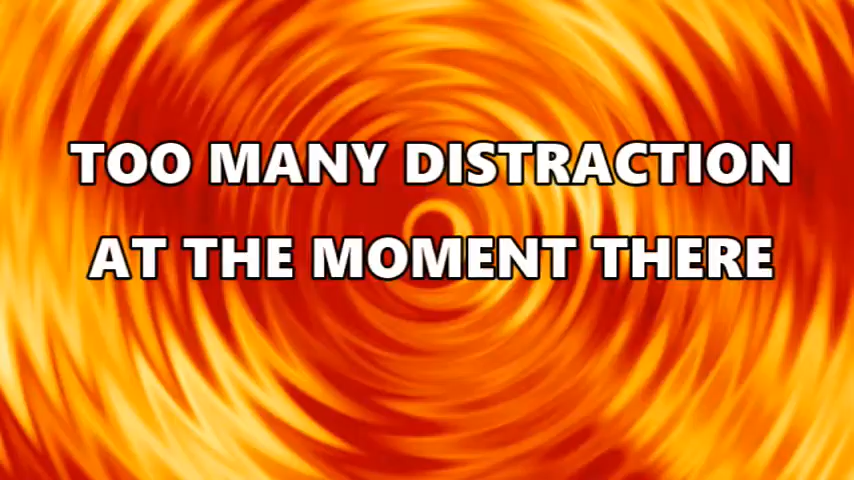 TOO MANY DISTRACTION
AT THE MOMENT THERE